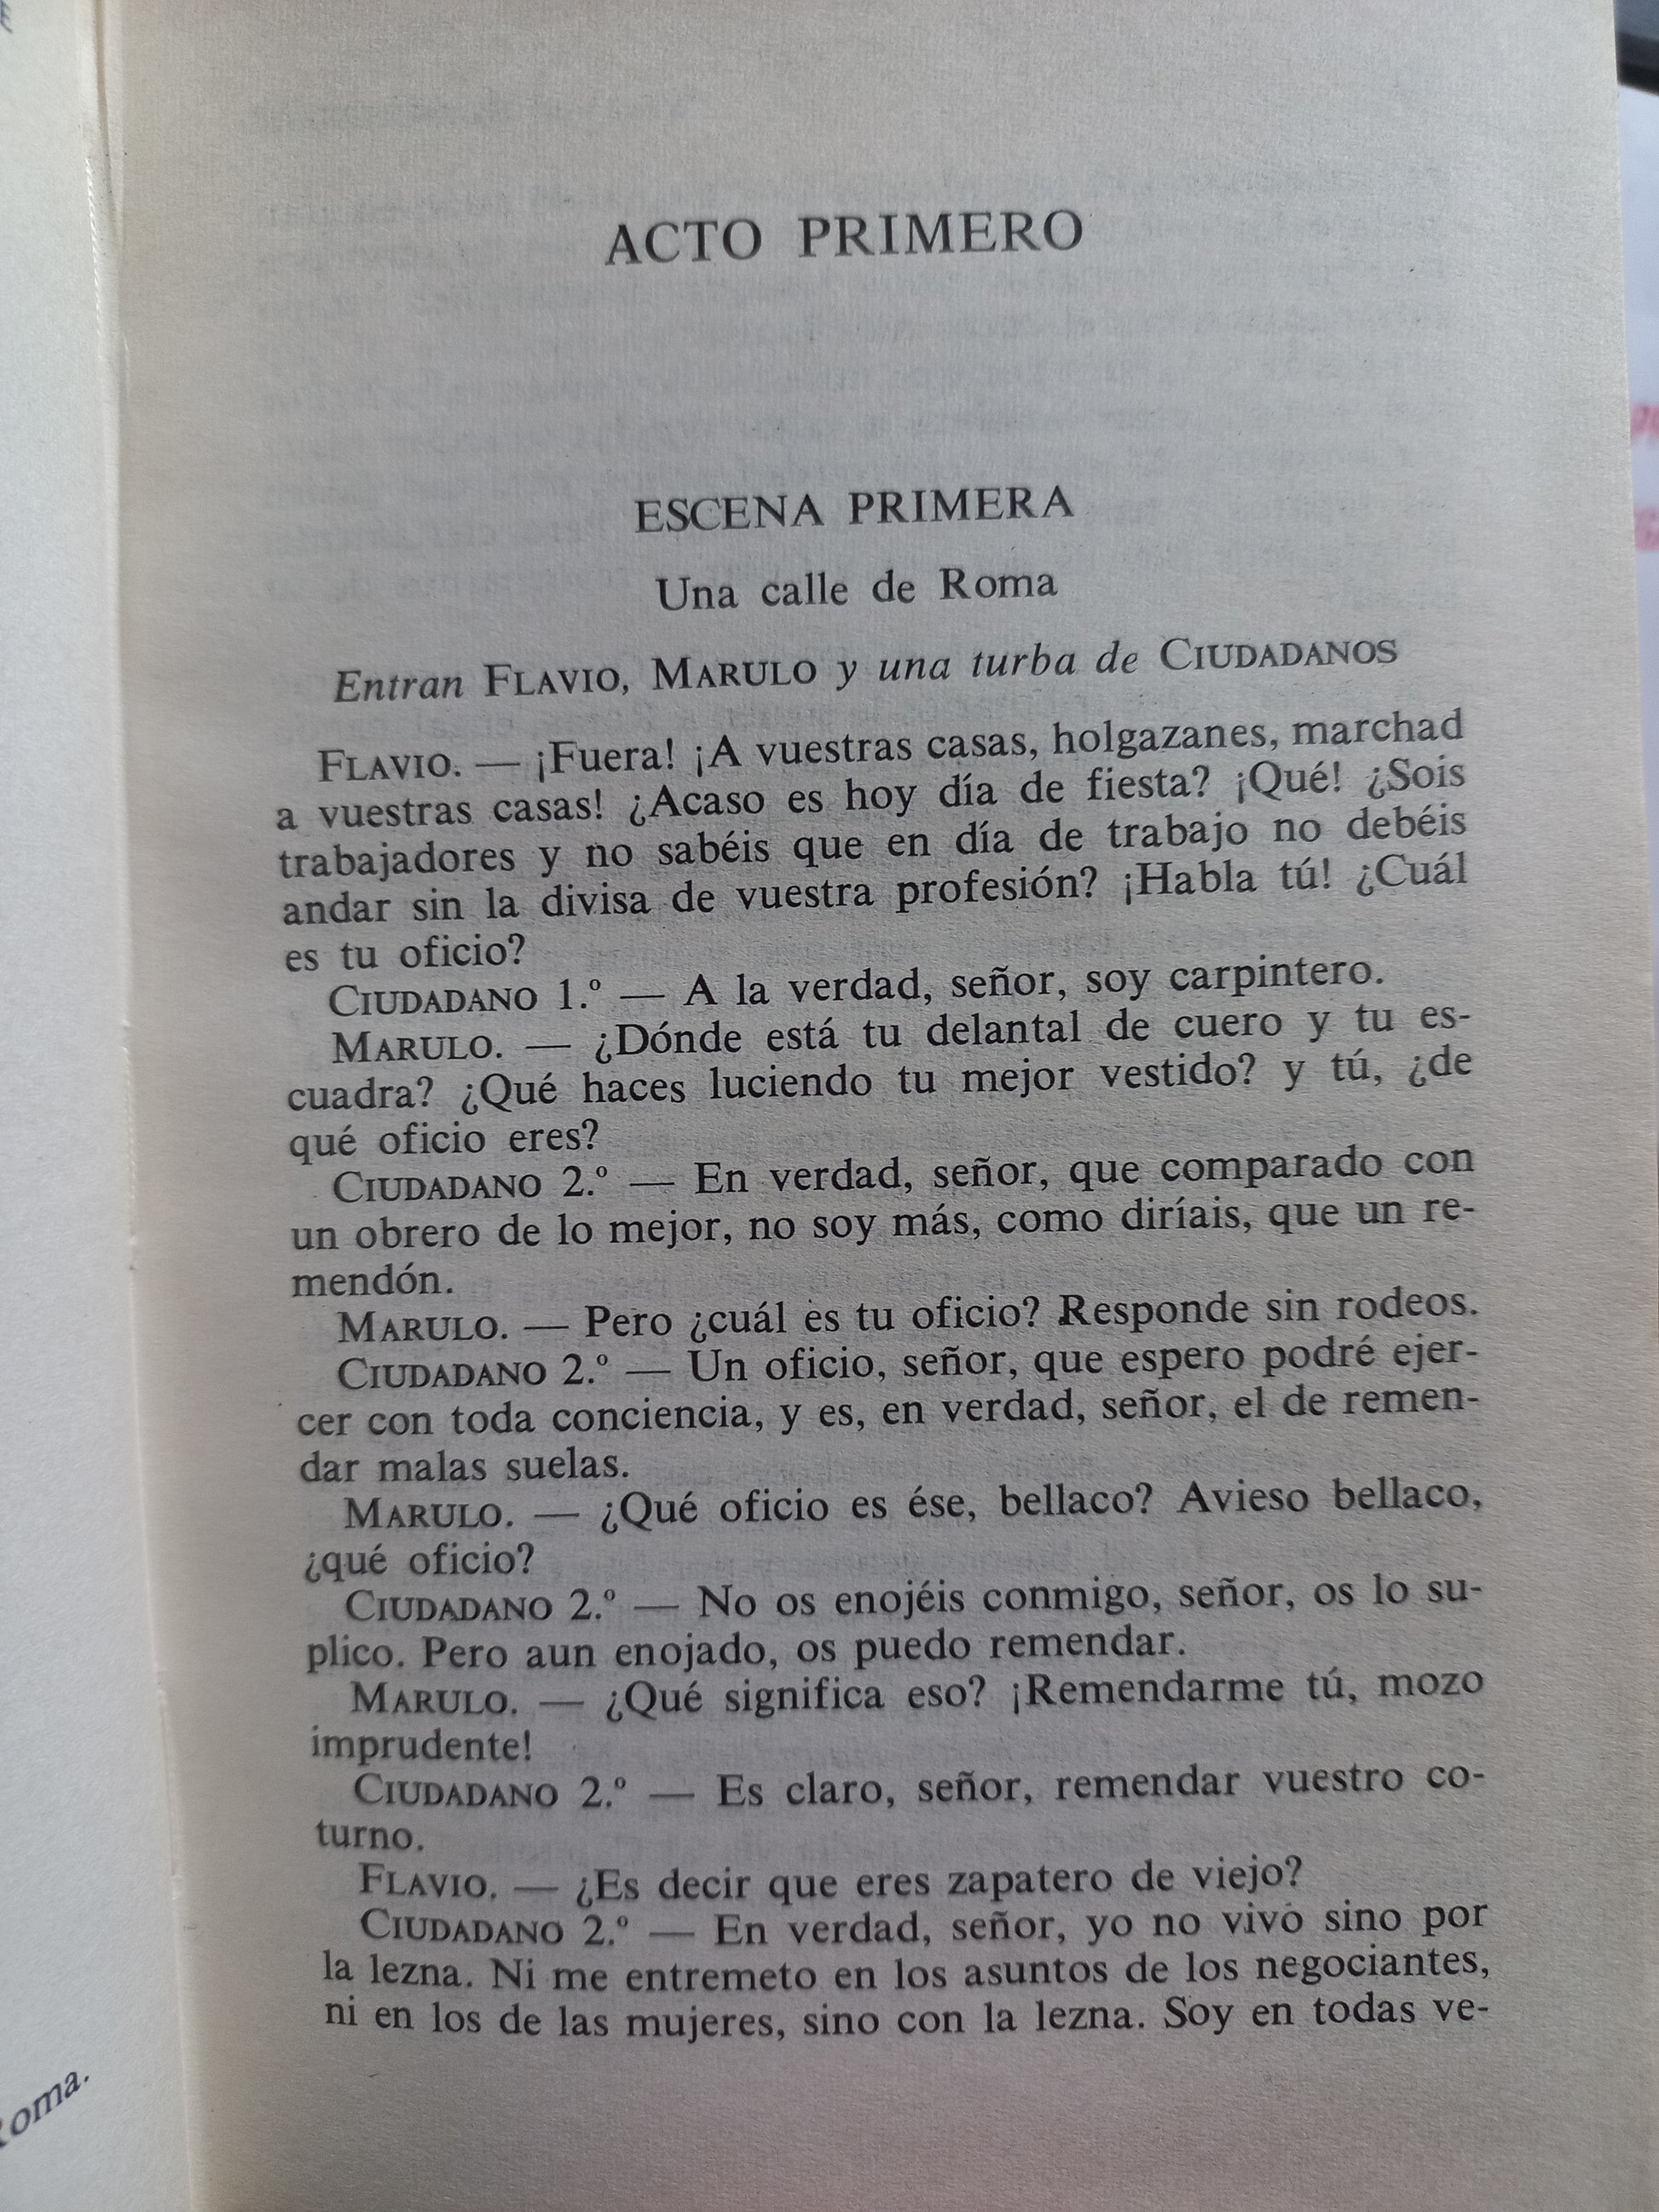 ACTO PRIMERO
ESCENA PRIMERA
Una calle de Roma
Entran FLAVIO, MARULO y una turba de CIUDADANOS
FLAVIO. — ¡Fuera! ¡A vuestras casas, holgazanes, marchad
a vuestras casas! ¿Acaso es hoy día de fiesta? ¡Qué! ¿Sois
trabajadores y no sabéis que en día de trabajo no debéis
andar sin la divisa de vuestra profesión? ¡Habla tú! ¿Cuál
es tu oficio?
CIUDADANO 1.º — A la verdad, señor, soy carpintero.
MARULO. — ¿Dónde está tu delantal de cuero y tu es-
cuadra? ¿Qué haces luciendo tu mejor vestido? y tú, ¿de
qué oficio eres?
CIUDADANO 2.º — En verdad, señor, que comparado con
un obrero de lo mejor, no soy más, como diríais, que un re-
mendón.
MARULO. — Pero ¿cuál es tu oficio? Responde sin rodeos.
CIUDADANO 2.º — Un oficio, señor, que espero podré ejer-
cer con toda conciencia, y es, en verdad, señor, el de remen-
dar malas suelas.
MARULO. — ¿Qué oficio es ése, bellaco? Avieso bellaco,
¿qué oficio?
CIUDADANO 2.º — No os enojéis conmigo, señor, os lo su-
plico. Pero aun enojado, os puedo remendar.
MARULO. — ¿Qué significa eso? ¡Remendarme tú, mozo
imprudente!
CIUDADANO 2.º — Es claro, señor, remendar vuestro co-
turno.
FLAVIO. — ¿Es decir que eres zapatero de viejo?
CIUDADANO 2.º — En verdad, señor, yo no vivo sino por
la lezna. Ni me entremeto en los asuntos de los negociantes,
ni en los de las mujeres, sino con la lezna. Soy en todas ve-
Roma.